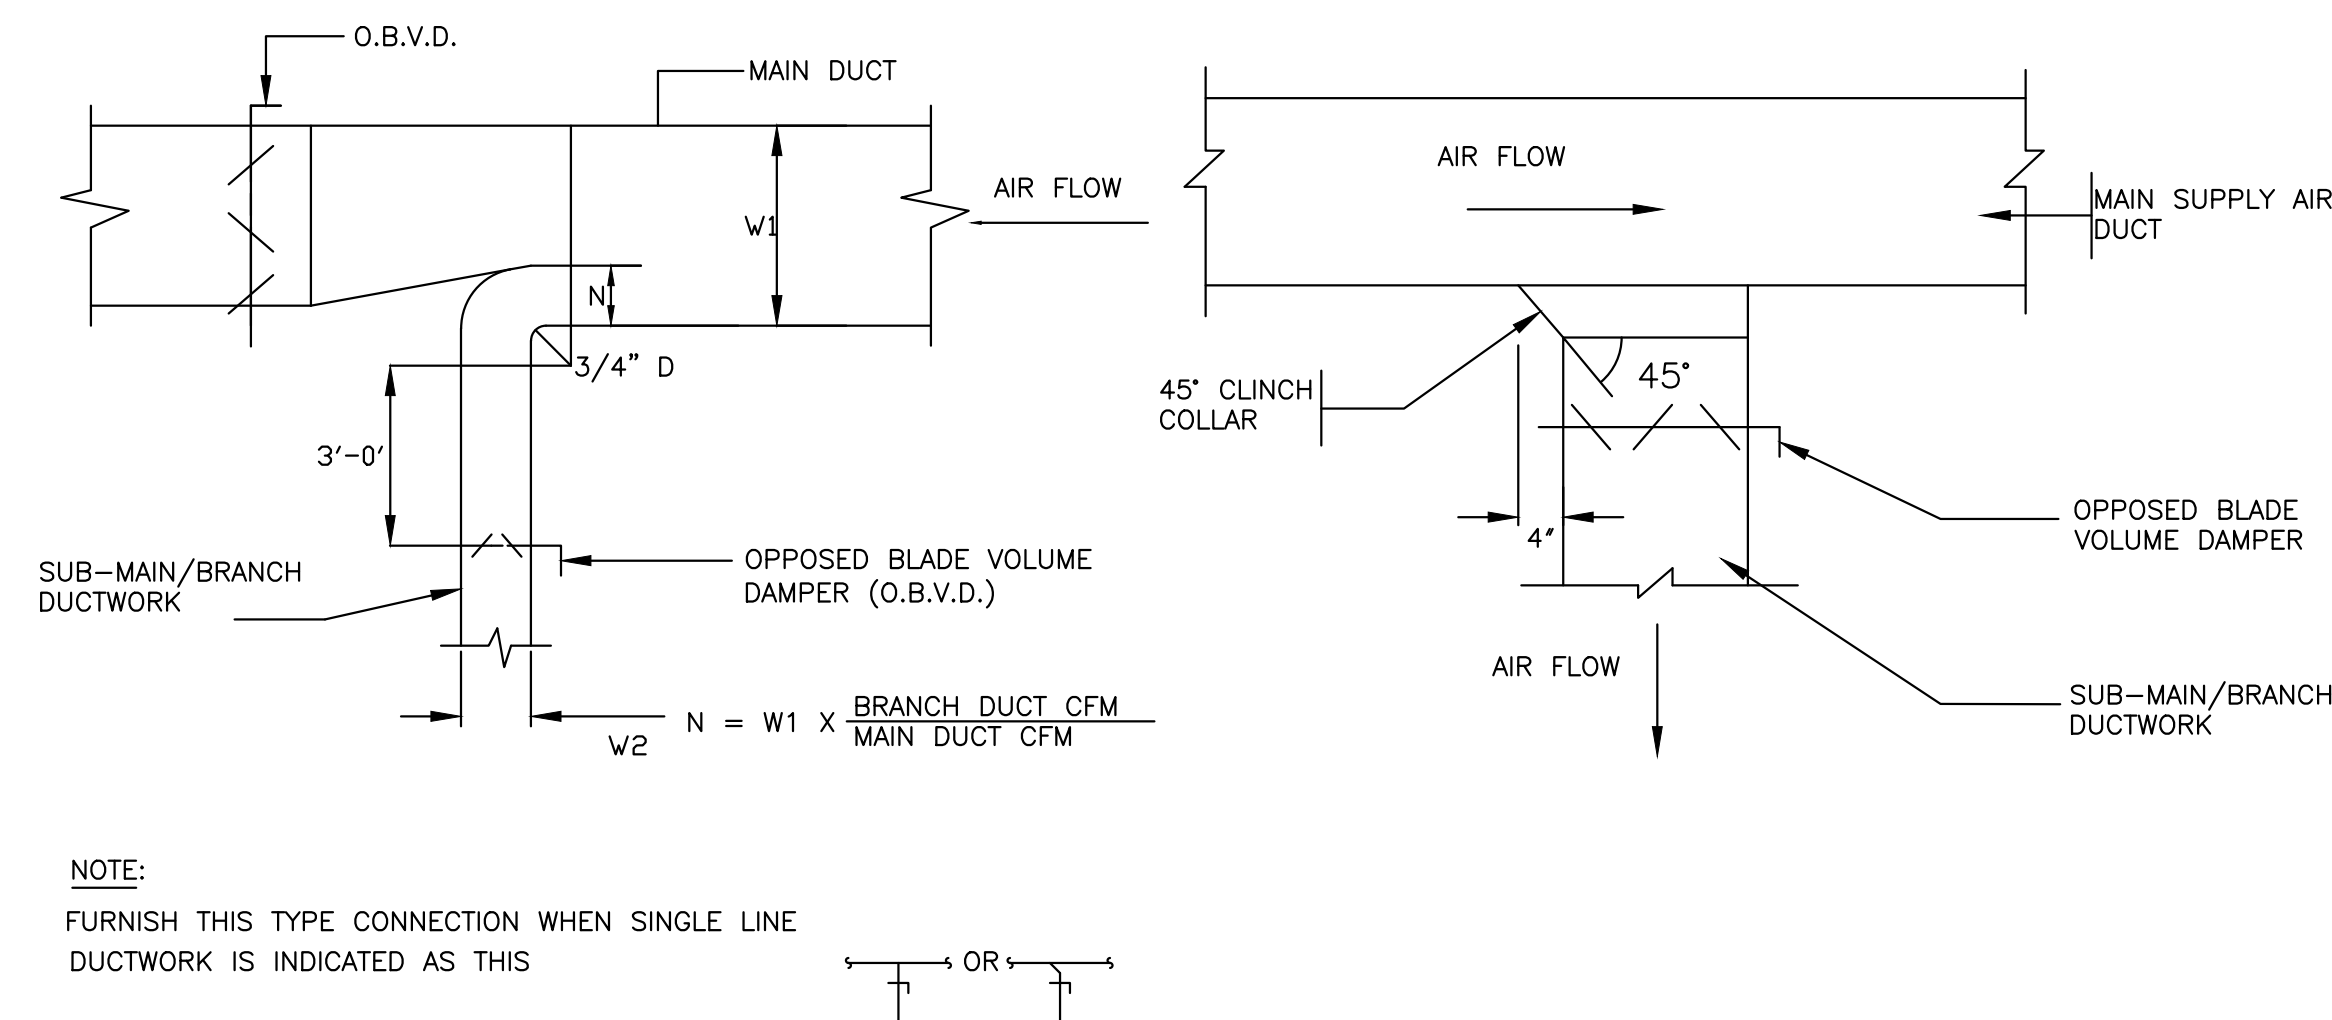 O.B.V.D.
MAIN DUCT
AIR FLOW
W1
N
3/4" D
3'-0'
SUB-MAIN/BRANCH
DUCTWORK
OPPOSED BLADE VOLUME
DAMPER (O.B.V.D.)
W2
N = W1 X BRANCH DUCT CFM
MAIN DUCT CFM
AIR FLOW
MAIN SUPPLY AIR
DUCT
45° CLINCH
COLLAR
45°
4"
OPPOSED BLADE
VOLUME DAMPER
AIR FLOW
SUB-MAIN/BRANCH
DUCTWORK
NOTE:
FURNISH THIS TYPE CONNECTION WHEN SINGLE LINE
DUCTWORK IS INDICATED AS THIS
OR